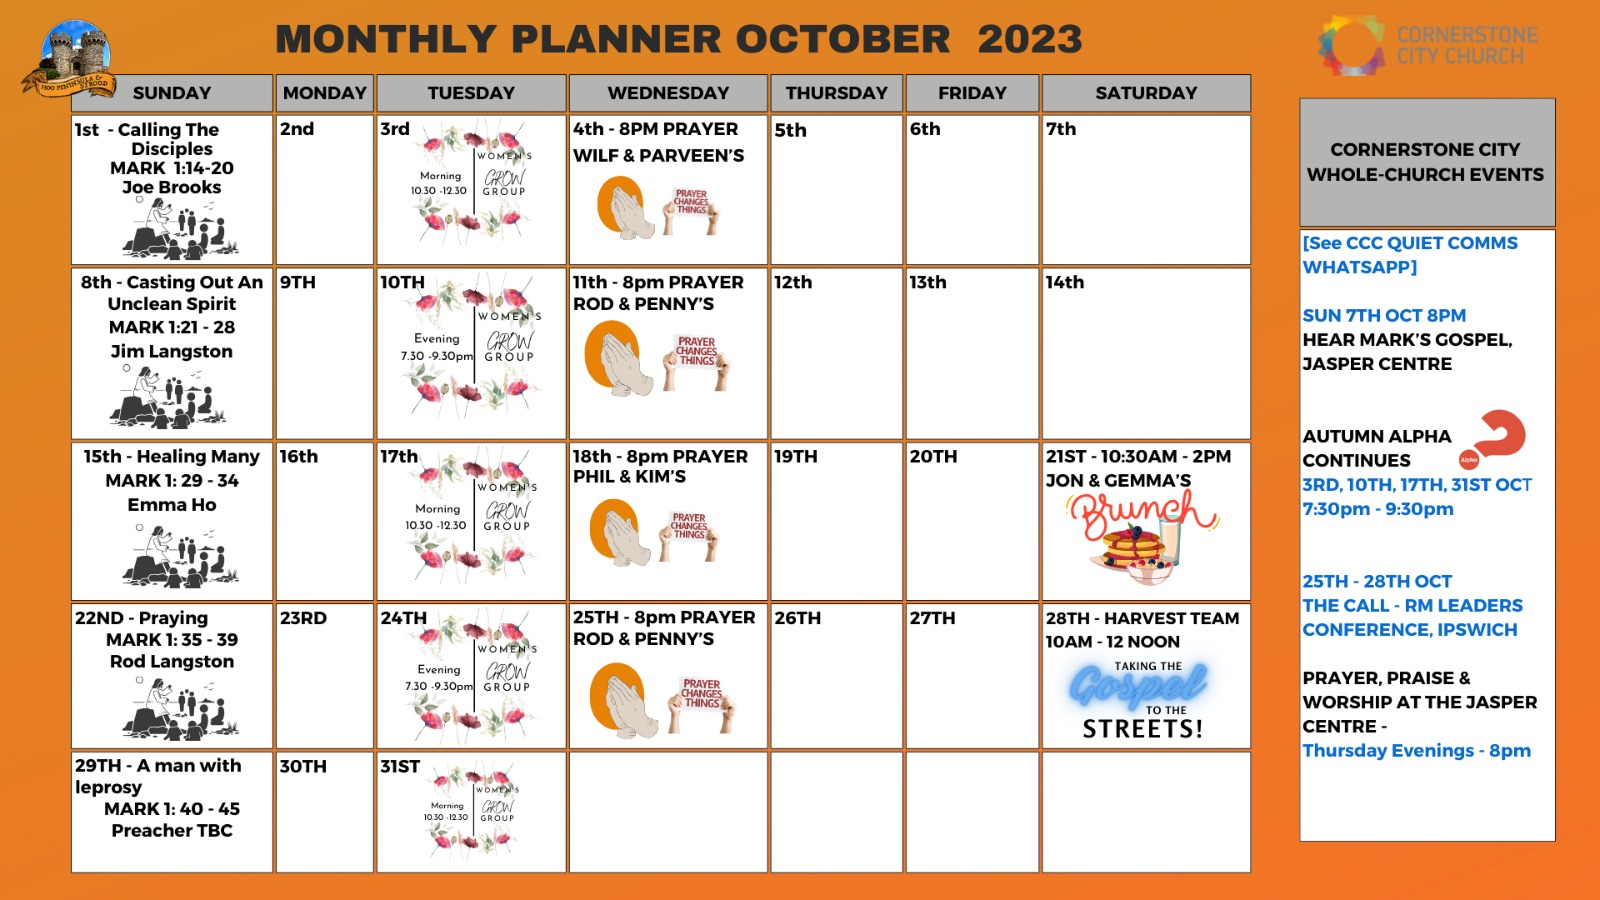 MONTHLY PLANNER OCTOBER 2023
HOO PENINSULA &
STROOD
CORNERSTONE
CITY CHURCH
SUNDAY
MONDAY
TUESDAY
WEDNESDAY
THURSDAY
FRIDAY
SATURDAY
1st - Calling The
Disciples
MARK 1:14-20
Joe Brooks
2nd
3rd
WOMEN'S
Morning
10.30 -12.30
GROW
GROUP
4th - 8PM PRAYER
WILF & PARVEEN'S
PRAYER
CHANGES
THINGS
5th
6th
7th
8th - Casting Out An
Unclean Spirit
MARK 1:21 - 28
Jim Langston
9TH
10TH
WOMEN'S
Evening
7.30 -9.30pm
GROW
GROUP
11th - 8pm PRAYER
ROD & PENNY'S
PRAYER
CHANGES
THINGS
12th
13th
14th
15th - Healing Many
MARK 1: 29 - 34
Emma Ho
16th
17th
WOMEN'S
Morning
10.30 -12.30
GROW
GROUP
18th - 8pm PRAYER
PHIL & KIM'S
PRAYER
CHANGES
THINGS
19TH
20TH
21ST - 10:30AM - 2PM
JON & GEMMA'S
Brunch
22ND - Praying
MARK 1: 35 - 39
Rod Langston
23RD
24TH
WOMEN'S
Evening
7.30 -9.30pm
GROW
GROUP
25TH - 8pm PRAYER
ROD & PENNY'S
PRAYER
CHANGES
THINGS
26TH
27TH
28TH - HARVEST TEAM
10AM - 12 NOON
TAKING THE
Gospel
TO THE
STREETS!
29TH - A man with
leprosy
MARK 1: 40 - 45
Preacher TBC
30TH
31ST
WOMEN'S
Morning
10.30 -12.30
GROW
GROUP
CORNERSTONE CITY
WHOLE-CHURCH EVENTS
[See CCC QUIET COMMS
WHATSAPP]
SUN 7TH OCT 8PM
HEAR MARK'S GOSPEL,
JASPER CENTRE
AUTUMN ALPHA
CONTINUES
Alpha
3RD, 10TH, 17TH, 31ST OCT
7:30pm - 9:30pm
25TH - 28TH OCT
THE CALL - RM LEADERS
CONFERENCE, IPSWICH
PRAYER, PRAISE &
WORSHIP AT THE JASPER
CENTRE -
Thursday Evenings - 8pm